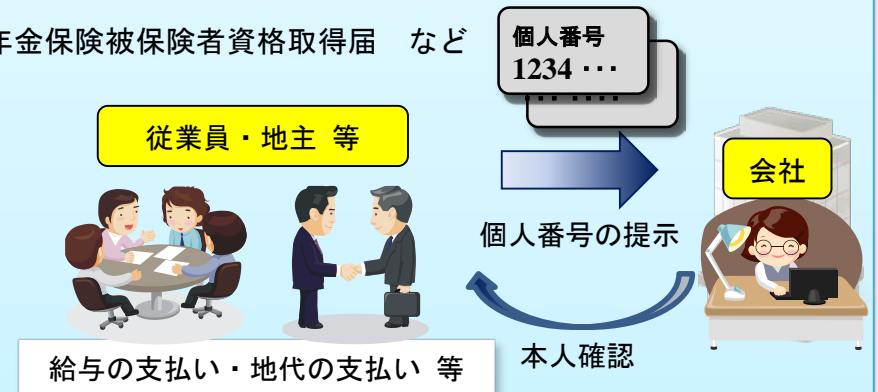 年金保険被保険者資格取得届　など
個人番号
1234 ・・・
従業員・地主 等
会社
個人番号の提示
本人確認
給与の支払い・地代の支払い 等